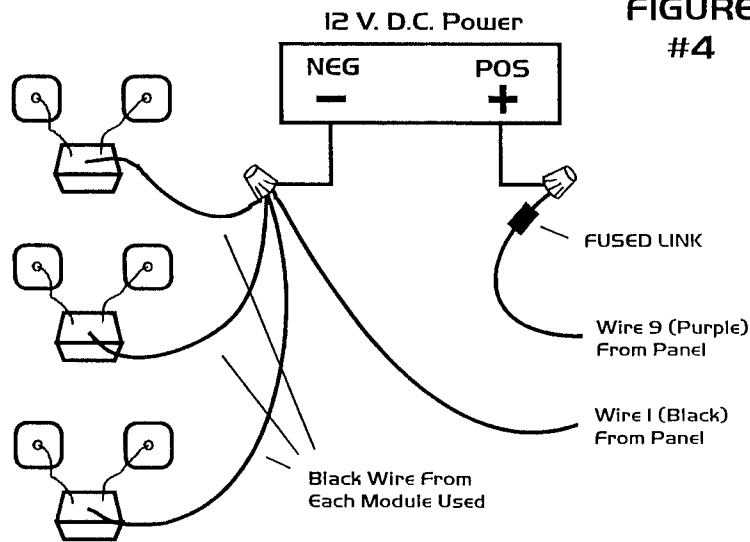 12 V. D.C. Power
FIGURE
#4
NEG
POS
–
+
FUSED LINK
Wire 9 (Purple)
From Panel
Wire 1 (Black)
From Panel
Black Wire From
Each Module Used